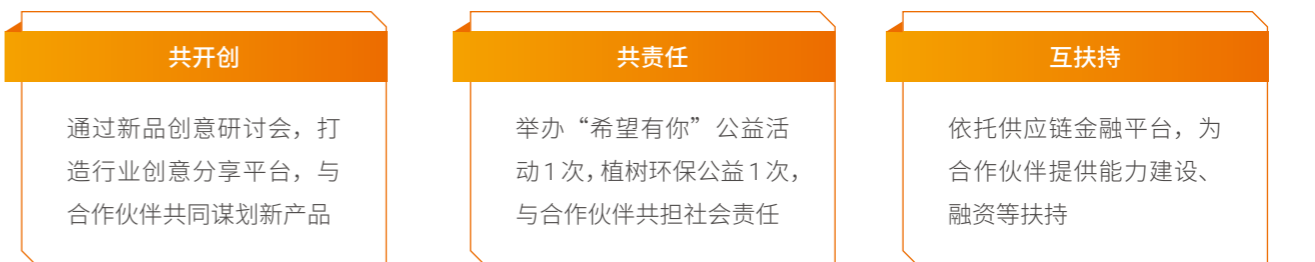 共开创
通过新品创意研讨会，打
造行业创意分享平台，与
合作伙伴共同谋划新产品
共责任
举办“希望有你”公益活
动1次，植树环保公益1次，
与合作伙伴共担社会责任
互扶持
依托供应链金融平台，为
合作伙伴提供能力建设、
融资等扶持